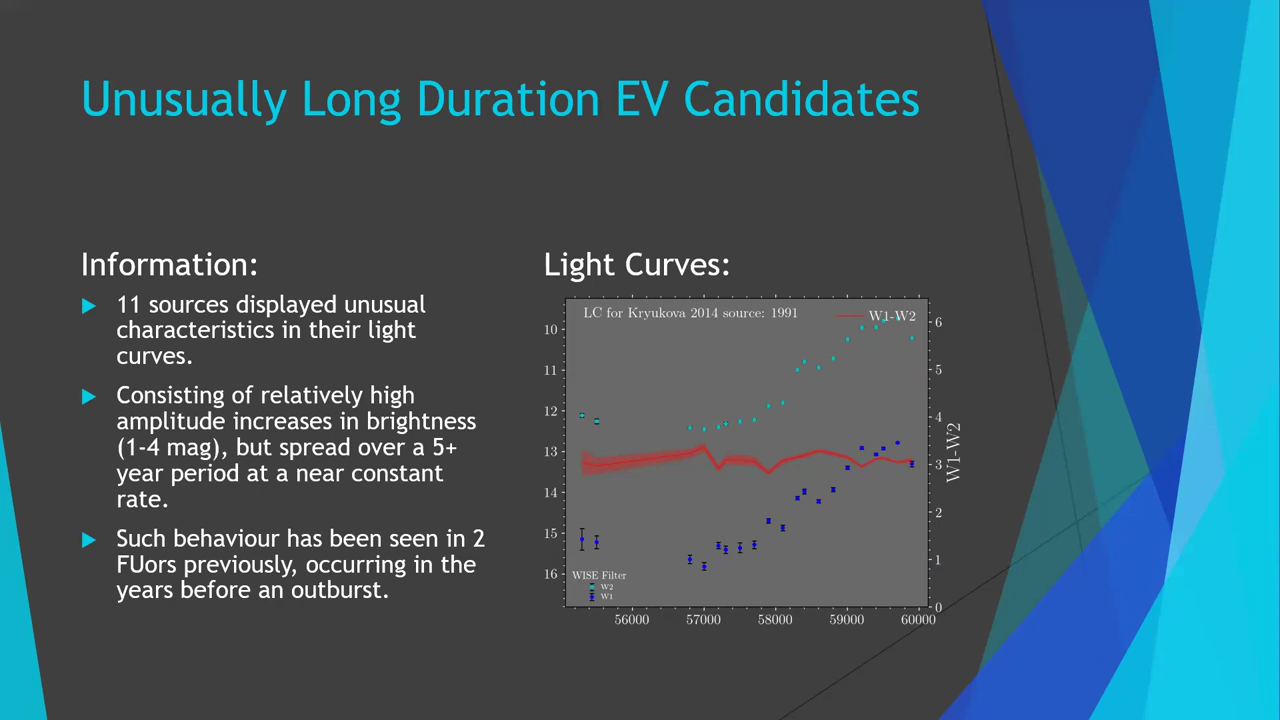 Unusually Long Duration EV Candidates
Information:
11 sources displayed unusual
characteristics in their light
curves.
Consisting of relatively high
amplitude increases in brightness
(1-4 mag), but spread over a 5+
year period at a near constant
rate.
Such behaviour has been seen in 2
FUors previously, occurring in the
years before an outburst.
Light Curves:
LC for Kryukova 2014 source: 1991
W1-W2
10
11
12
13
14
15
16
WISE Filter
W2
W1
6
5
4
3
2
1
0
W1-W2
56000 57000 58000 59000 60000